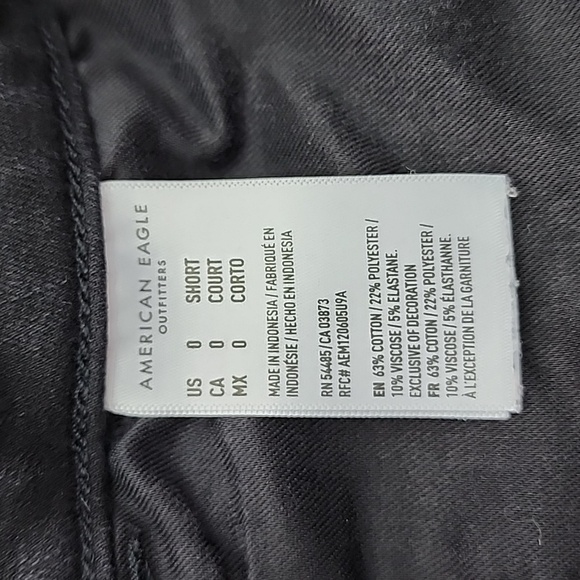 AMERICAN EAGLE
OUTFITTERS
US 0 SHORT
CA 0 COURT
MX 0 CORTO
MADE IN INDONESIA / FABRIQUÉ EN
INDONÉSIE / HECHO EN INDONESIA
RN 54485/CA 03873
RFC# AEM12060509A
EN 63% COTTON / 22% POLYESTER /
10% VISCOSE / 5% ELASTANE.
EXCLUSIVE OF DECORATION
FR 63% COTON / 22% POLYESTER /
10% VISCOSE / 5% ÉLASTHANNE.
À L'EXCEPTION DE LA GARNITURE